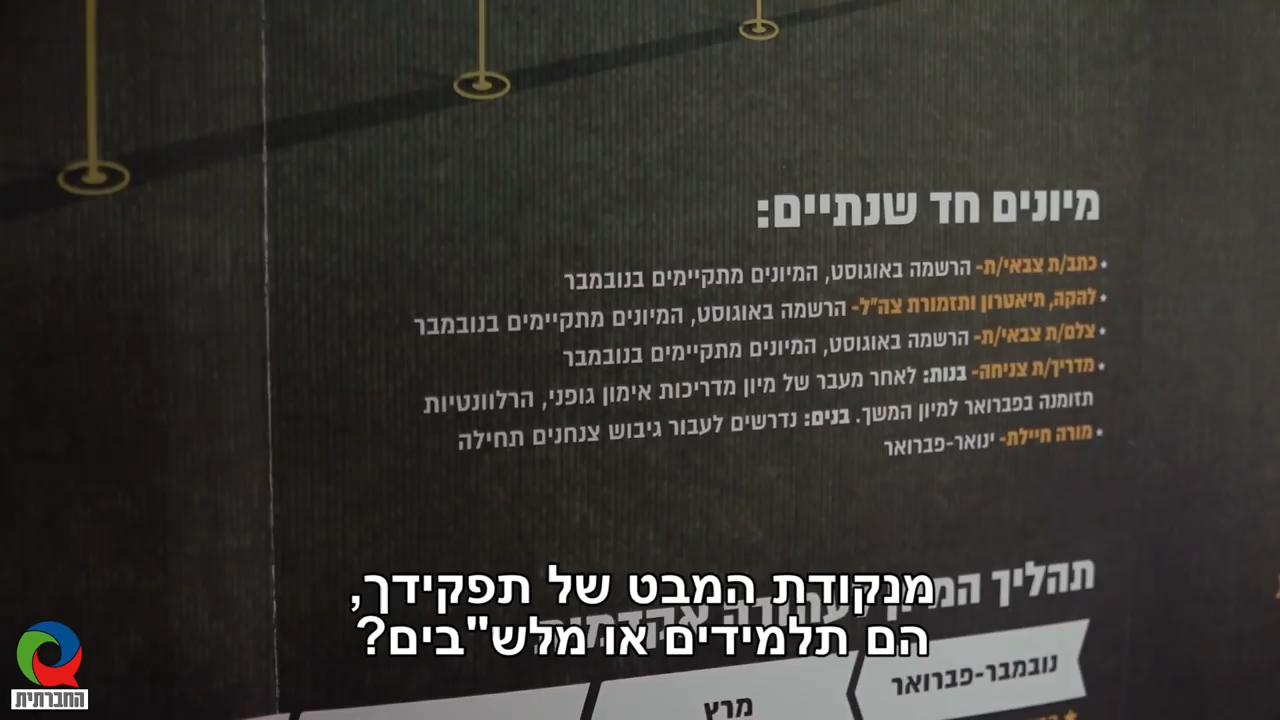 מיונים חד שנתיים:
* כתב/ת צבאי/ת- הרשמה באוגוסט, המיונים מתקיימים בנובמבר
* להקה, תיאטרון ותזמורת צה"ל- הרשמה באוגוסט, המיונים מתקיימים בנובמבר
* צלם/ת צבאי/ת- הרשמה באוגוסט, המיונים מתקיימים בנובמבר
* מדריך/ת צניחה- בנות: לאחר מעבר של מיון מדריכות אימון גופני, הרלוונטיות
תזומנה בפברואר למיון המשך. בנים: נדרשים לעבור גיבוש צנחנים תחילה
* מורה חיילת- ינואר-פברואר
תהליך
מנקודת המבט של תפקידך,
הם תלמידים או מלש"בים?
נובמבר-פברואר
מרץ
החברתית